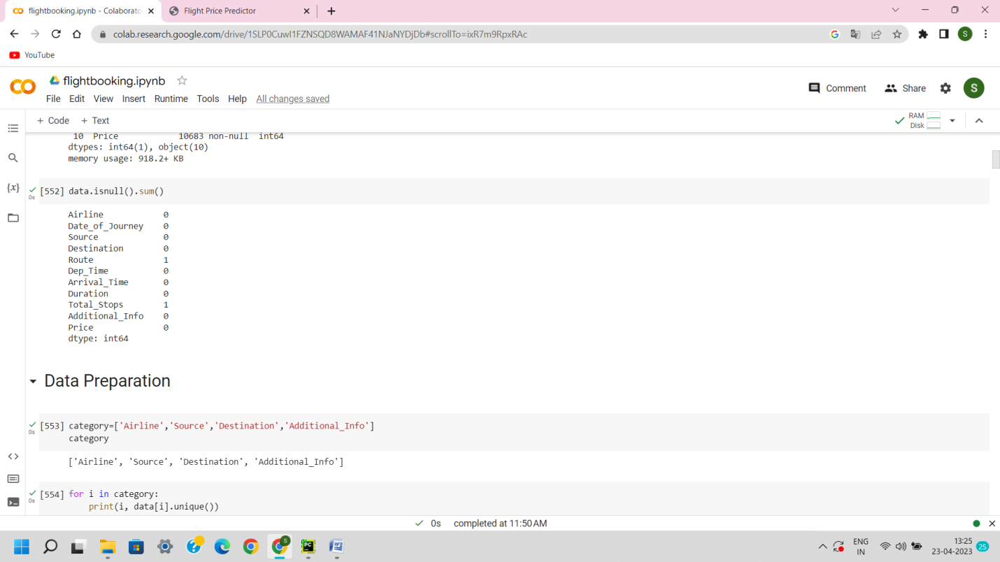 flightbooking.ipynb - Colaborato
Flight Price Predictor
colab.research.google.com/drive/1SLP0CuwI1FZNSQD8WAMAF41NJaNYDjDb#scrollTo=ixR7m9RpxRAc
S
YouTube
flightbooking.ipynb
File Edit View Insert Runtime Tools Help All changes saved
Comment Share S
+ Code + Text
RAM
Disk
10 Price 10683 non-null int64
dtypes: int64(1), object(10)
memory usage: 918.2+ KB
{x}
[552] data.isnull().sum()
0s
Airline 0
Date_of_Journey 0
Source 0
Destination 0
Route 1
Dep_Time 0
Arrival_Time 0
Duration 0
Total_Stops 1
Additional_Info 0
Price 0
dtype: int64
Data Preparation
[553] category=['Airline','Source','Destination','Additional_Info']
0s
category
['Airline', 'Source', 'Destination', 'Additional_Info']
[554] for i in category:
0s
print(i, data[i].unique())
0s completed at 11:50 AM
S
PC
ENG
IN
13:25
23-04-2023
25